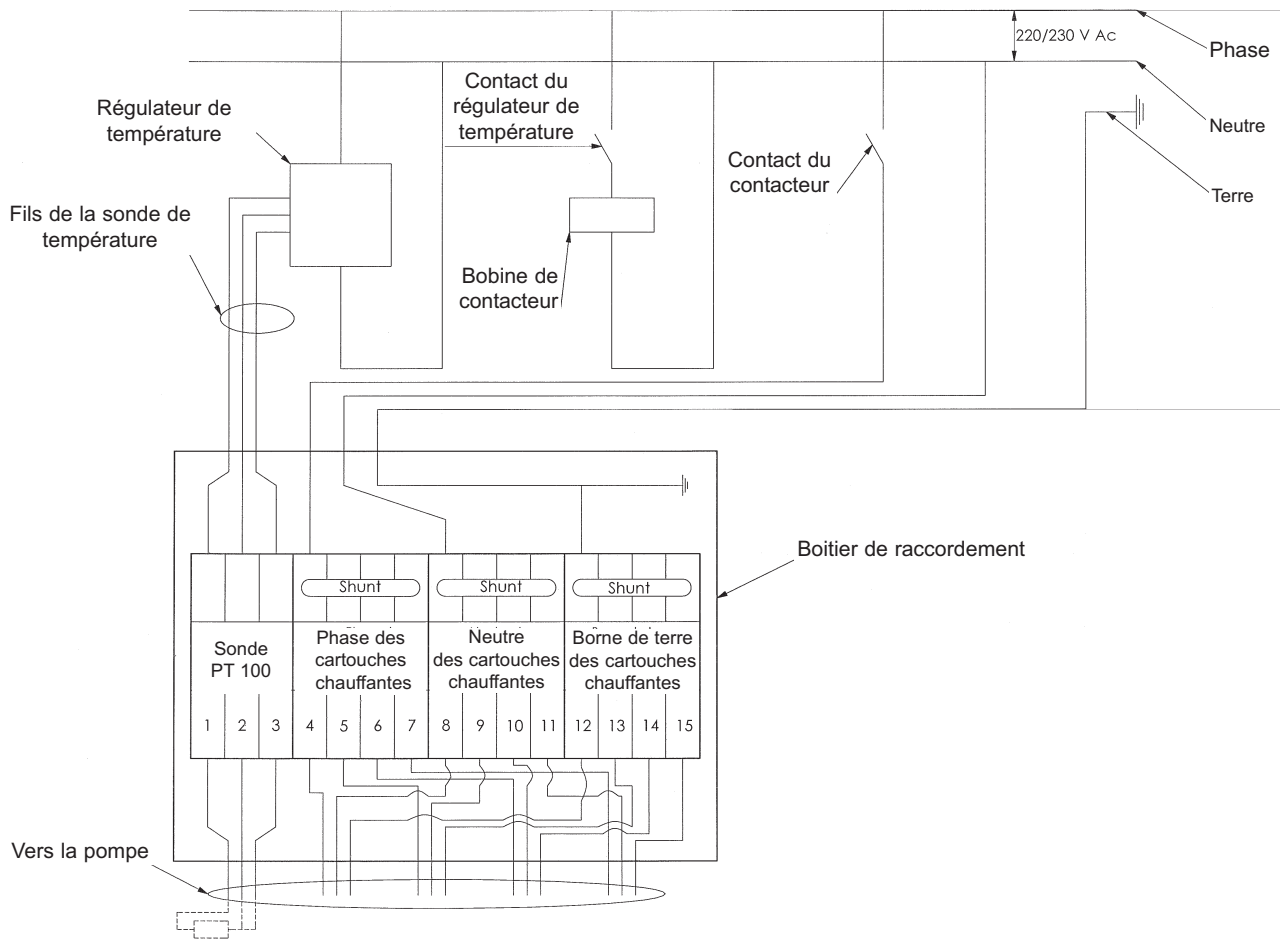 220/230 V Ac
Phase
Neutre
Terre
Régulateur de
température
Contact du
régulateur de
température
Contact du
contacteur
Fils de la sonde de
température
Bobine de
contacteur
Boitier de raccordement
Shunt
Shunt
Shunt
Sonde
PT 100
Phase des
cartouches
chauffantes
Neutre
des cartouches
chauffantes
Borne de terre
des cartouches
chauffantes
1 2 3 4 5 6 7 8 9 10 11 12 13 14 15
Vers la pompe